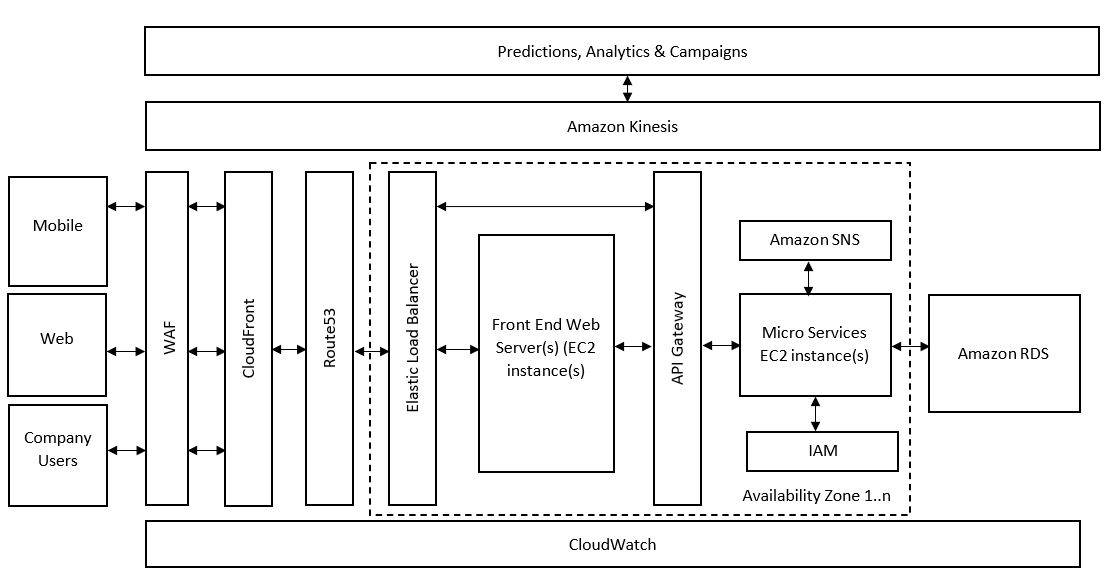 Predictions, Analytics & Campaigns
Amazon Kinesis
Mobile
Web
Company
Users
WAF
CloudFront
Route53
Elastic Load Balancer
Front End Web
Server(s) (EC2
instance(s)
API Gateway
Amazon SNS
Micro Services
EC2 instance(s)
IAM
Availability Zone 1..n
Amazon RDS
CloudWatch